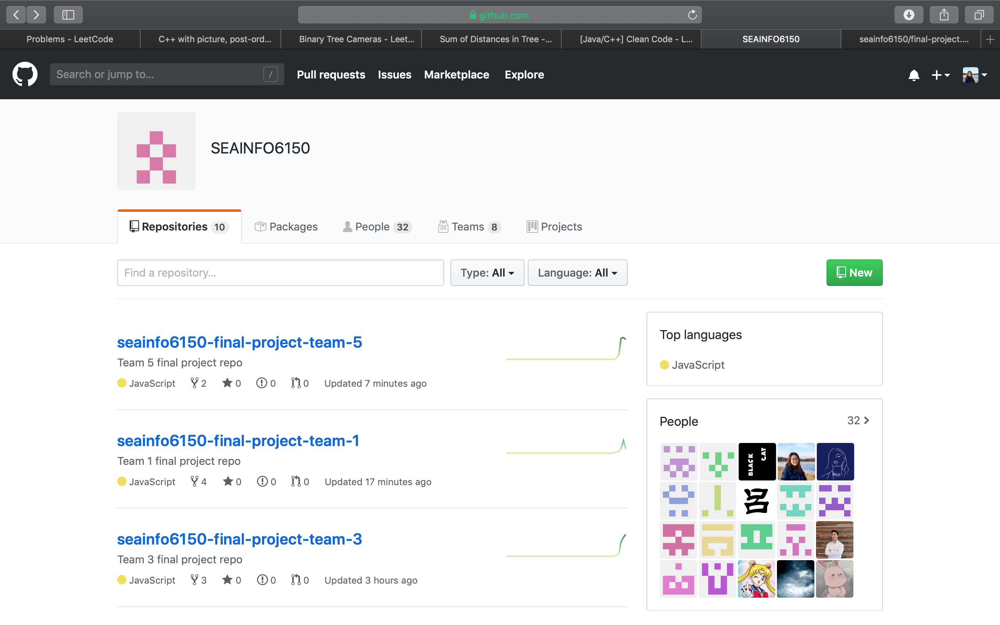 github.com
Problems - LeetCode
C++ with picture, post-ord...
Binary Tree Cameras - Leet...
Sum of Distances in Tree -...
[Java/C++] Clean Code - L...
SEAINFO6150
seainfo6150/final-project....
Search or jump to... /
Pull requests Issues Marketplace Explore
SEAINFO6150
Repositories 10 Packages People 32 Teams 8 Projects
Find a repository... Type: All Language: All New
seainfo6150-final-project-team-5
Team 5 final project repo
JavaScript 2 0 0 0 Updated 7 minutes ago
seainfo6150-final-project-team-1
Team 1 final project repo
JavaScript 4 0 0 0 Updated 17 minutes ago
seainfo6150-final-project-team-3
Team 3 final project repo
JavaScript 3 0 0 0 Updated 3 hours ago
Top languages
JavaScript
People 32
BLACK CAT
呂